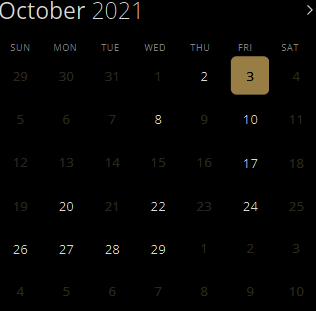 October 2021
SUN MON TUE WED THU FRI SAT
29 30 31 1 2 3 4
5 6 7 8 9 10 11
12 13 14 15 16 17 18
19 20 21 22 23 24 25
26 27 28 29 1 2 3
4 5 6 7 8 9 10